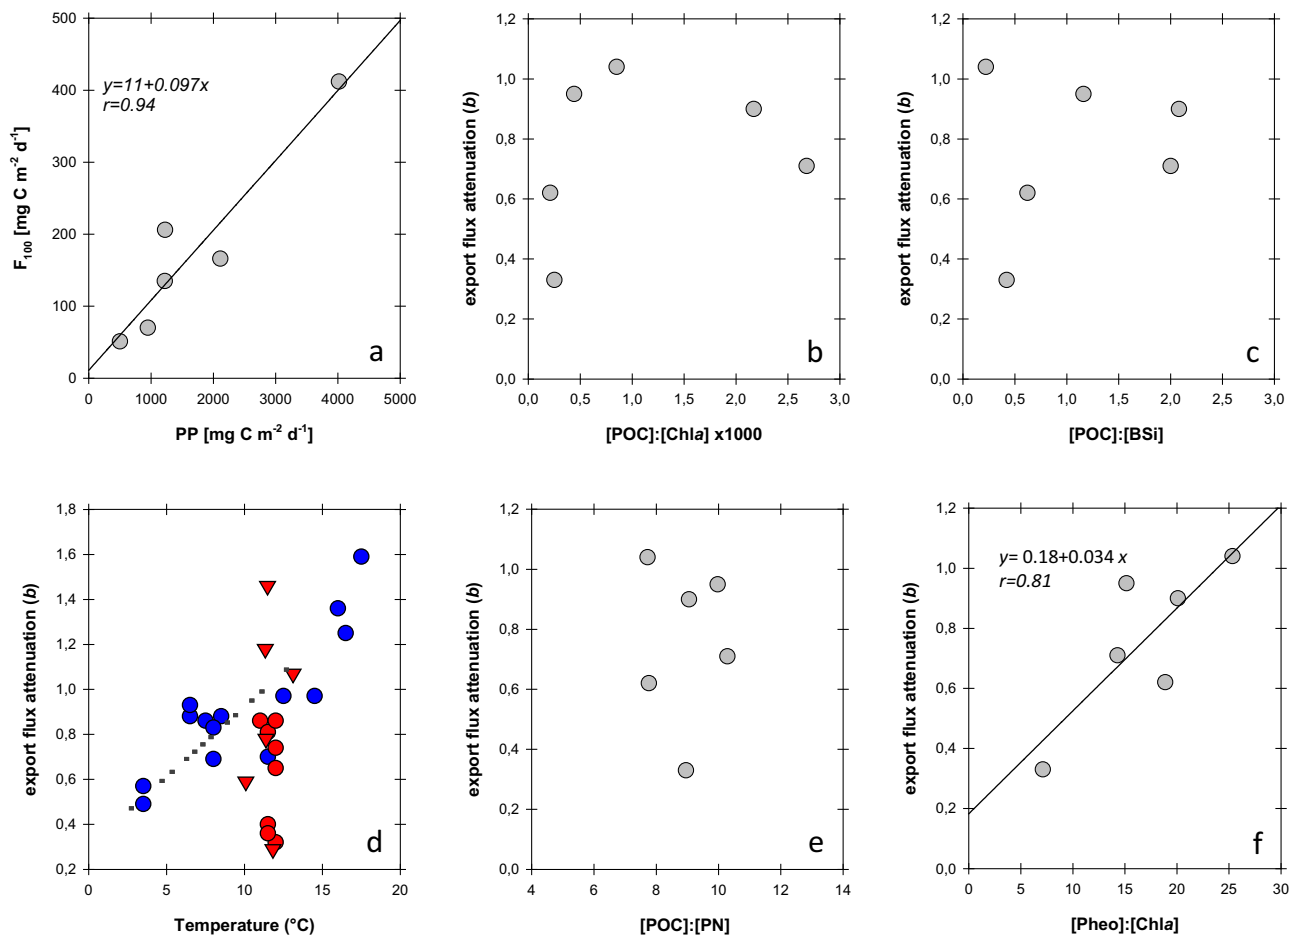 500
400
300
200
100
0
F100 [mg C m-2 d-1]
y=11+0.097x
r=0.94
a
0 1000 2000 3000 4000 5000
PP [mg C m-2 d-1]
1,2
1,0
0,8
0,6
0,4
0,2
0,0
export flux attenuation (b)
b
0,0 0,5 1,0 1,5 2,0 2,5 3,0
[POC]:[Chla] x1000
1,2
1,0
0,8
0,6
0,4
0,2
0,0
export flux attenuation (b)
c
0,0 0,5 1,0 1,5 2,0 2,5 3,0
[POC]:[BSi]
1,8
1,6
1,4
1,2
1,0
0,8
0,6
0,4
0,2
export flux attenuation (b)
d
0 5 10 15 20
Temperature (°C)
1,2
1,0
0,8
0,6
0,4
0,2
0,0
export flux attenuation (b)
e
4 6 8 10 12 14
[POC]:[PN]
1,2
1,0
0,8
0,6
0,4
0,2
0,0
export flux attenuation (b)
y= 0.18+0.034 x
r=0.81
f
0 5 10 15 20 25 30
[Pheo]:[Chla]